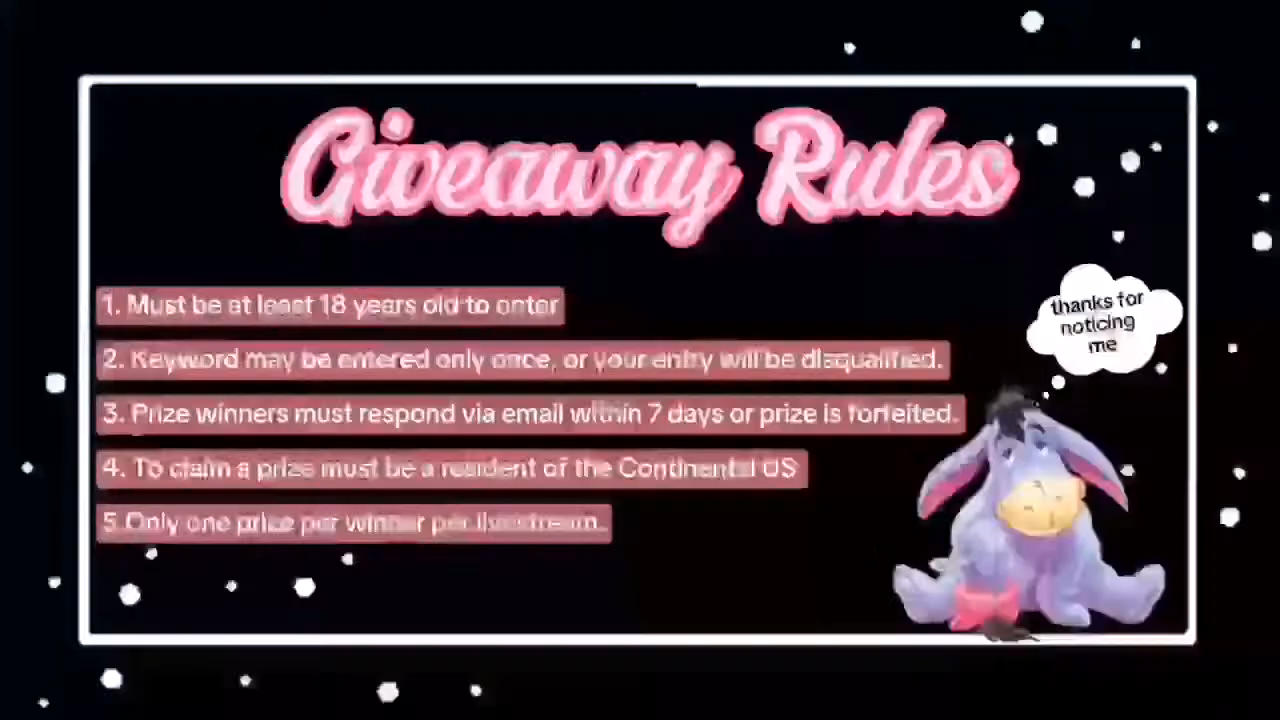 Giveaway Rules
1. Must be at least 18 years old to enter
2. Keyword may be entered only once, or your entry will be disqualified.
3. Prize winners must respond via email within 7 days or prize is forfeited.
4. To claim a prize must be a resident of the Continental US
5.Only one prize per winner per livestream.
thanks for
noticing
me